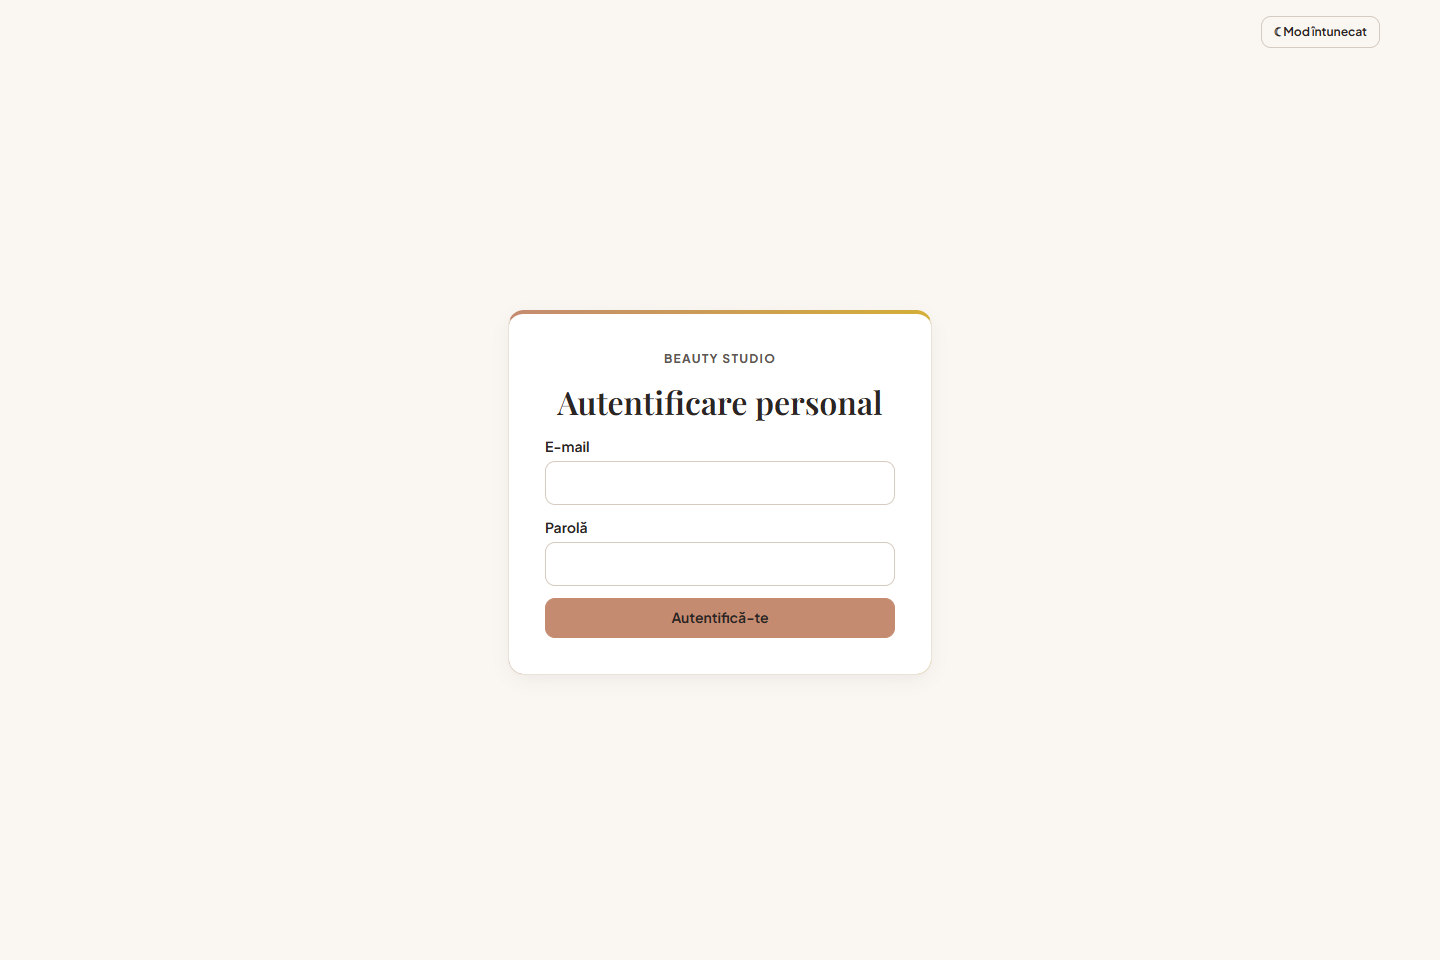 ☾ Mod întunecat
BEAUTY STUDIO
Autentificare personal
E-mail
Parolă
Autentifică-te